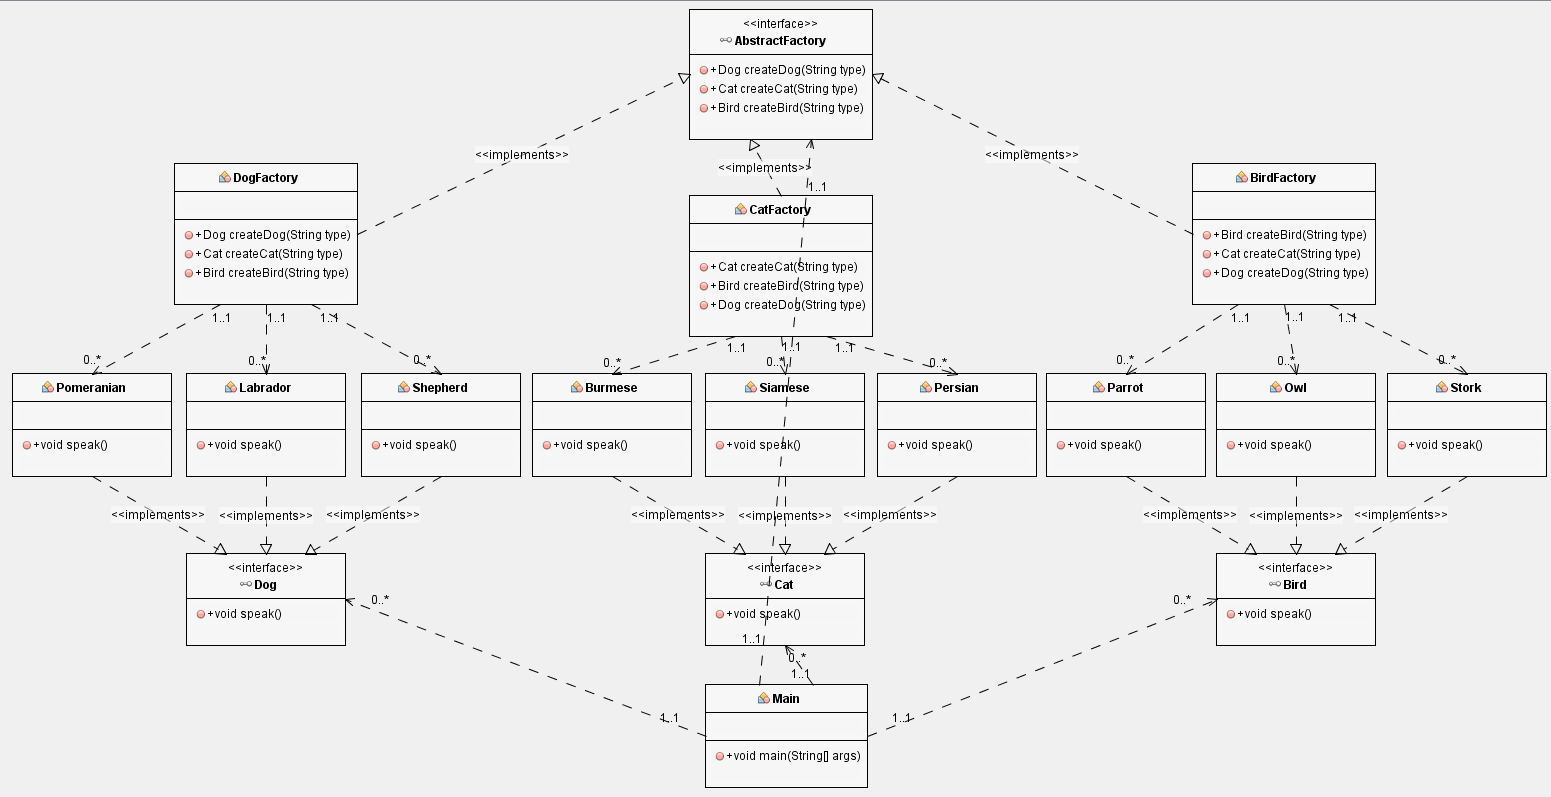 <<interface>>
AbstractFactory
+Dog createDog(String type)
+Cat createCat(String type)
+Bird createBird(String type)
<<implements>>
<<implements>>
<<implements>>
1..1
DogFactory
+Dog createDog(String type)
+Cat createCat(String type)
+Bird createBird(String type)
CatFactory
+Cat createCat(String type)
+Bird createBird(String type)
+Dog createDog(String type)
BirdFactory
+Bird createBird(String type)
+Cat createCat(String type)
+Dog createDog(String type)
1..1
1..1
1..1
1..1
1..1
1..1
1..1
1..1
1..1
0..*
0..*
0..*
0..*
0..*
0..*
0..*
0..*
0..*
Pomeranian
+void speak()
Labrador
+void speak()
Shepherd
+void speak()
Burmese
+void speak()
Siamese
+void speak()
Persian
+void speak()
Parrot
+void speak()
Owl
+void speak()
Stork
+void speak()
<<implements>>
<<implements>>
<<implements>>
<<implements>>
<<implements>>
<<implements>>
<<implements>>
<<implements>>
<<implements>>
<<interface>>
Dog
+void speak()
<<interface>>
Cat
+void speak()
<<interface>>
Bird
+void speak()
0..*
0..*
1..1
0..*
1..1
1..1
1..1
Main
+void main(String[] args)